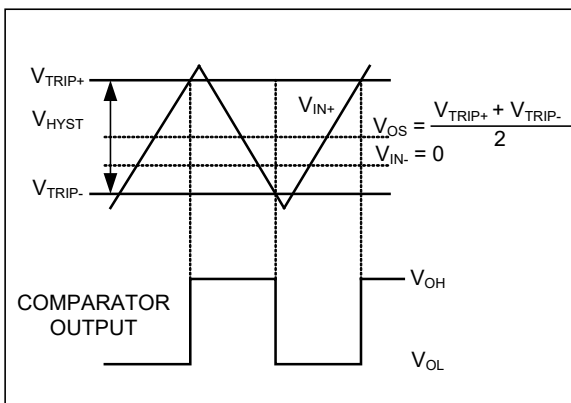 VTRIP+
VHYST
VIN+
VOS = VTRIP+ + VTRIP- / 2
VIN- = 0
VTRIP-
COMPARATOR
OUTPUT
VOH
VOL